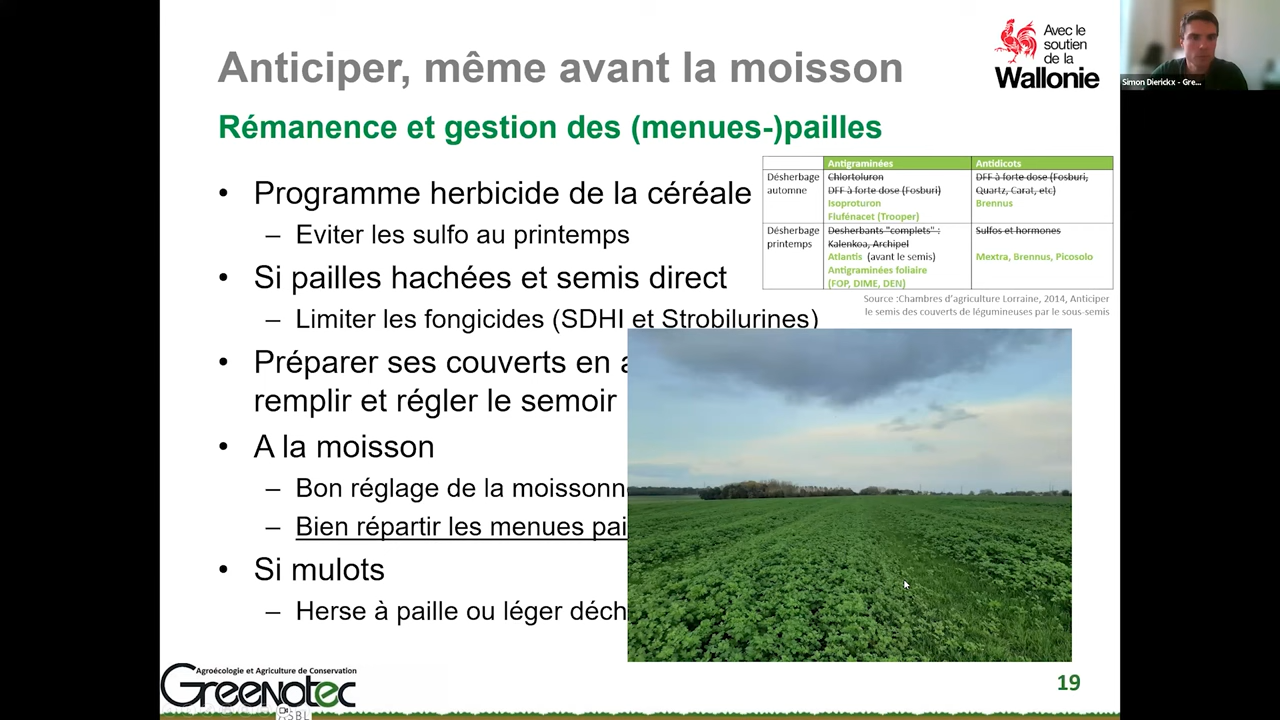 Anticiper, même avant la moisson
Avec le
soutien
de la
Wallonie
Simon Dierickx - Gre...
Rémanence et gestion des (menues-)pailles
• Programme herbicide de la céréale
– Eviter les sulfo au printemps
• Si pailles hachées et semis direct
– Limiter les fongicides (SDHI et Strobilurines)
• Préparer ses couverts en a
remplir et régler le semoir
• A la moisson
– Bon réglage de la moissonn
– Bien répartir les menues pai
• Si mulots
– Herse à paille ou léger déch
Antigraminées Antidicots
Désherbage automne
Chlortoluron
DFF à forte dose (Fosburi)
Isoproturon
Flufénacet (Trooper)
DFF à forte dose (Fosburi,
Quartz, Carat, etc)
Brennus
Désherbage printemps
Desherbants "complets" :
Kalenkoa, Archipel
Atlantis (avant le semis)
Antigraminées foliaire
(FOP, DIME, DEN)
Sulfos et hormones
Mextra, Brennus, Picosolo
Source :Chambres d'agriculture Lorraine, 2014, Anticiper
le semis des couverts de légumineuses par le sous-semis
Agroécologie et Agriculture de Conservation
Greenotec
SBL
19